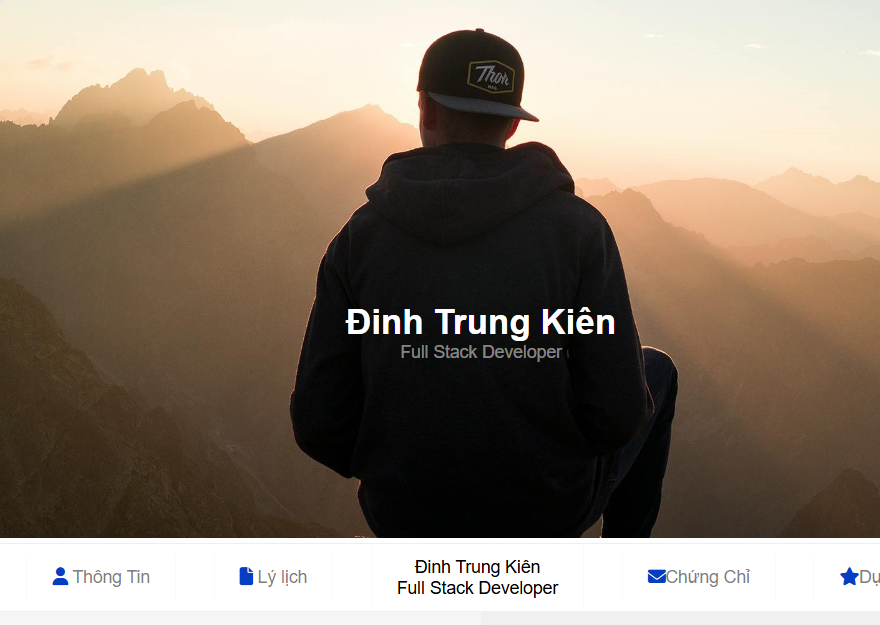 Thor
Đinh Trung Kiên
Full Stack Developer
Thông Tin
Lý lịch
Đinh Trung Kiên
Full Stack Developer
Chứng Chỉ
Dụ